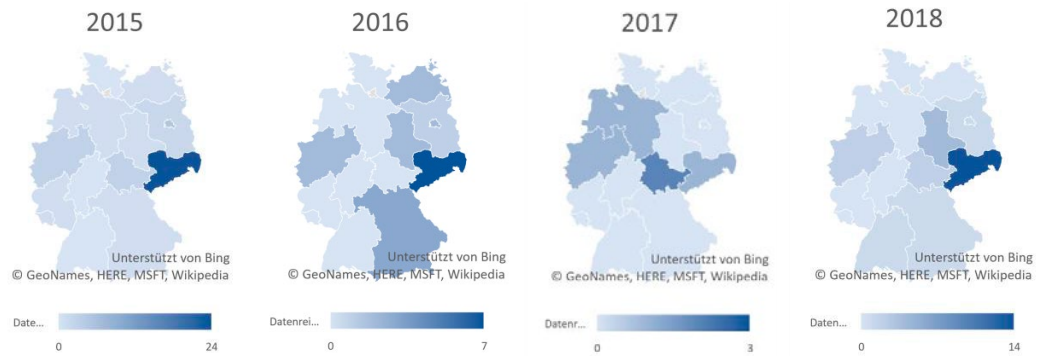 2015
Unterstützt von Bing
© GeoNames, HERE, MSFT, Wikipedia
Date...
0
24
2016
Unterstützt von Bing
© GeoNames, HERE, MSFT, Wikipedia
Datenrei...
0
7
2017
Unterstützt von Bing
© GeoNames, HERE, MSFT, Wikipedia
Datenr...
0
3
2018
Unterstützt von Bing
© GeoNames, HERE, MSFT, Wikipedia
Daten...
0
14